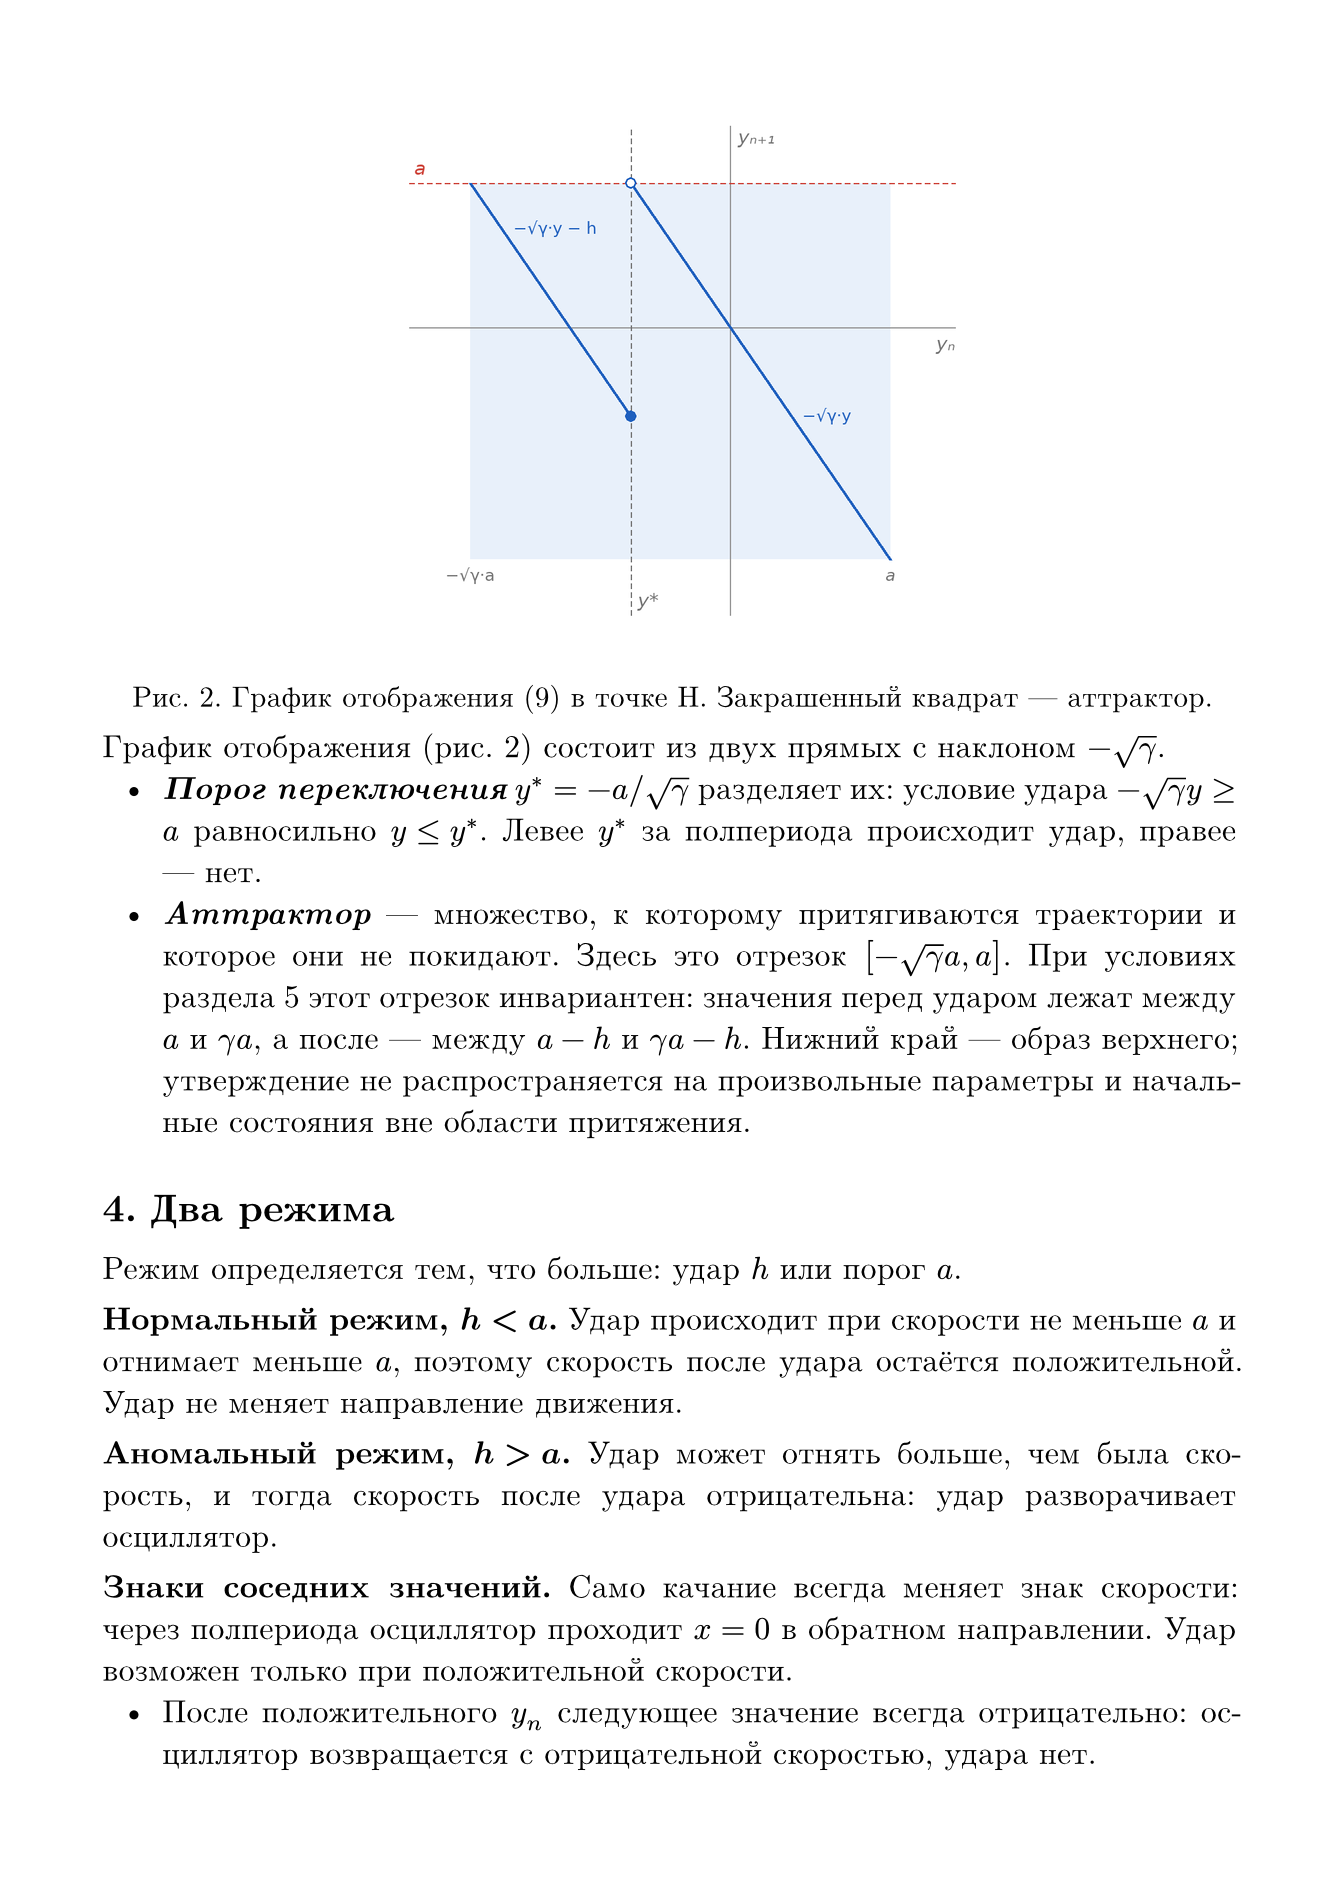 yₙ₊₁
a
−√γ·y − h
yₙ
−√γ·y
−√γ·a
a
y*
Рис. 2. График отображения (9) в точке H. Закрашенный квадрат — аттрактор.
График отображения (рис. 2) состоит из двух прямых с наклоном −√γ.
• Порог переключения y* = −a/√γ разделяет их: условие удара −√γy ≥
a равносильно y ≤ y*. Левее y* за полпериода происходит удар, правее
— нет.
• Аттрактор — множество, к которому притягиваются траектории и
которое они не покидают. Здесь это отрезок [−√γa, a]. При условиях
раздела 5 этот отрезок инвариантен: значения перед ударом лежат между
a и γa, а после — между a − h и γa − h. Нижний край — образ верхнего;
утверждение не распространяется на произвольные параметры и началь-
ные состояния вне области притяжения.
4. Два режима
Режим определяется тем, что больше: удар h или порог a.
Нормальный режим, h < a. Удар происходит при скорости не меньше a и
отнимает меньше a, поэтому скорость после удара остаётся положительной.
Удар не меняет направление движения.
Аномальный режим, h > a. Удар может отнять больше, чем была ско-
рость, и тогда скорость после удара отрицательна: удар разворачивает
осциллятор.
Знаки соседних значений. Само качание всегда меняет знак скорости:
через полпериода осциллятор проходит x = 0 в обратном направлении. Удар
возможен только при положительной скорости.
• После положительного yₙ следующее значение всегда отрицательно: ос-
циллятор возвращается с отрицательной скоростью, удара нет.